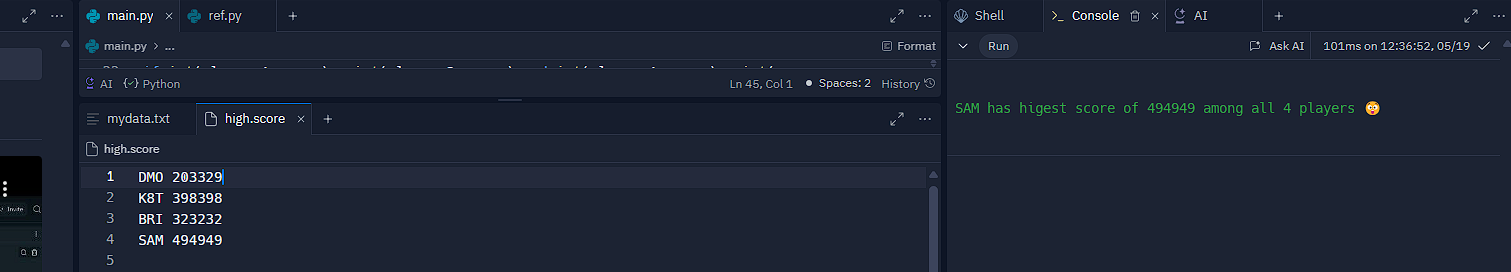 main.py
ref.py
main.py > ...
Format
AI
Python
Ln 45, Col 1
Spaces: 2
History
mydata.txt
high.score
high.score
1 DMO 203329
2 K8T 398398
3 BRI 323232
4 SAM 494949
5
Invite
Shell
>_ Console
AI
Run
Ask AI
101ms on 12:36:52, 05/19
SAM has higest score of 494949 among all 4 players 😳